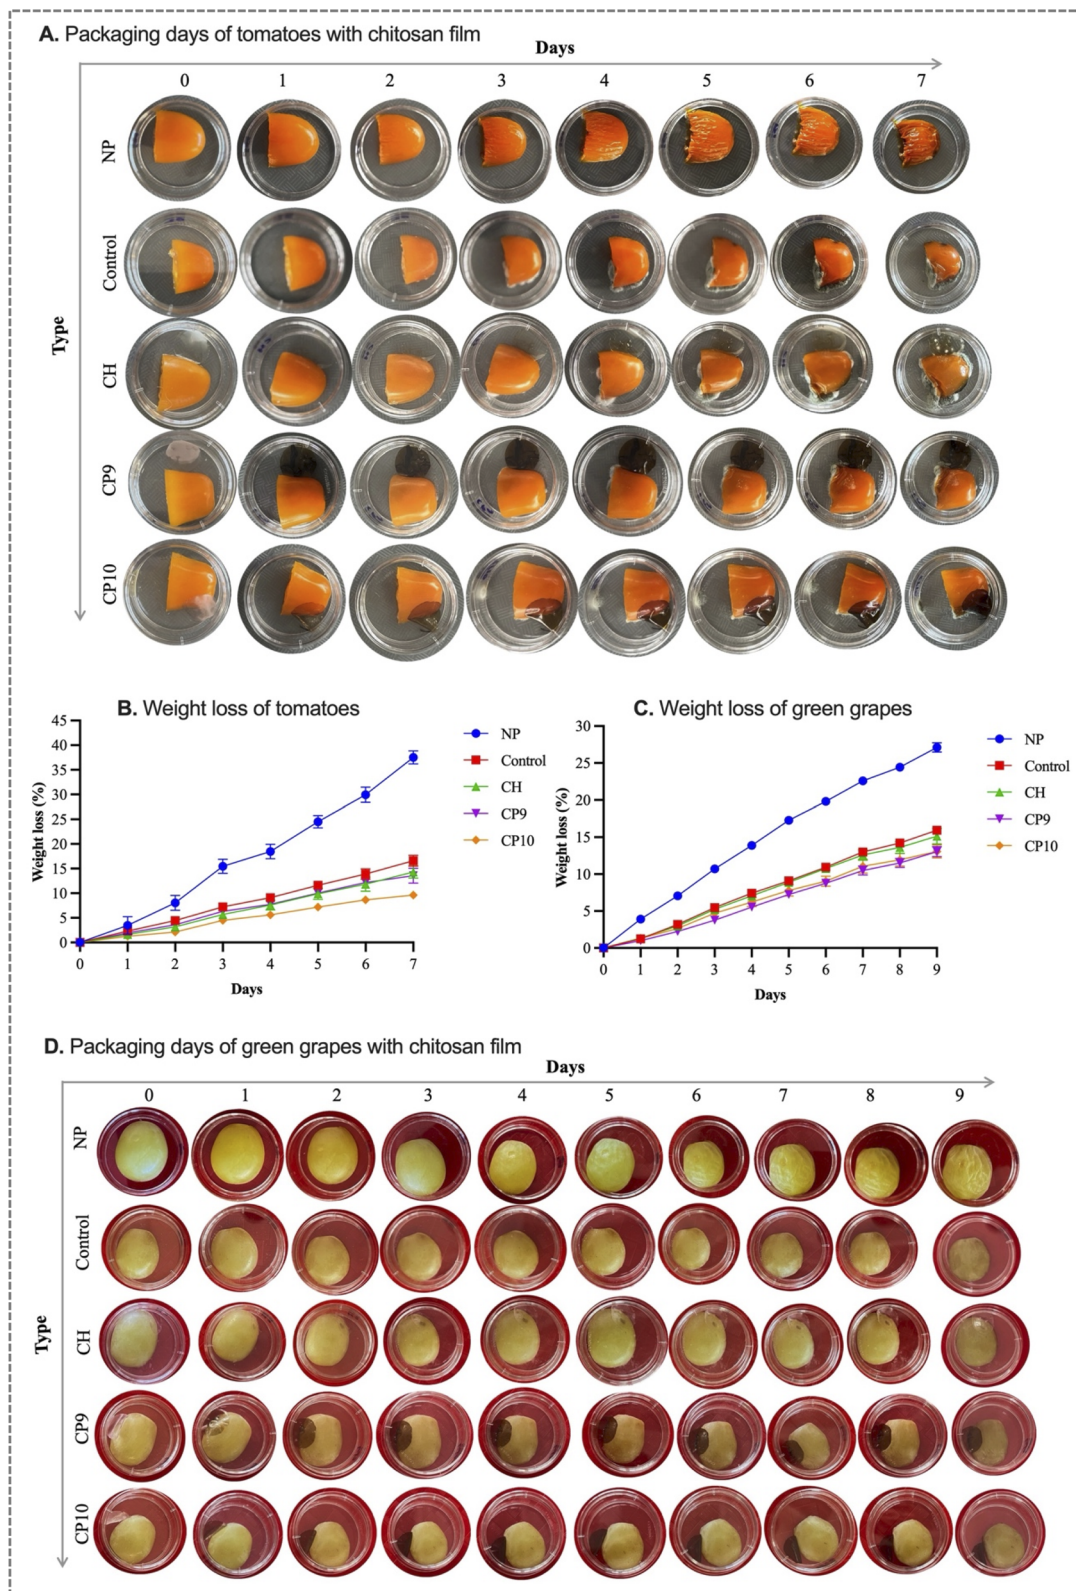 A. Packaging days of tomatoes with chitosan film
Days
0 1 2 3 4 5 6 7
Type
NP
Control
CH
CP9
CP10
B. Weight loss of tomatoes
Weight loss (%)
45
40
35
30
25
20
15
10
5
0
0 1 2 3 4 5 6 7
Days
NP
Control
CH
CP9
CP10
C. Weight loss of green grapes
Weight loss (%)
30
25
20
15
10
5
0
0 1 2 3 4 5 6 7 8 9
Days
NP
Control
CH
CP9
CP10
D. Packaging days of green grapes with chitosan film
Days
0 1 2 3 4 5 6 7 8 9
Type
NP
Control
CH
CP9
CP10